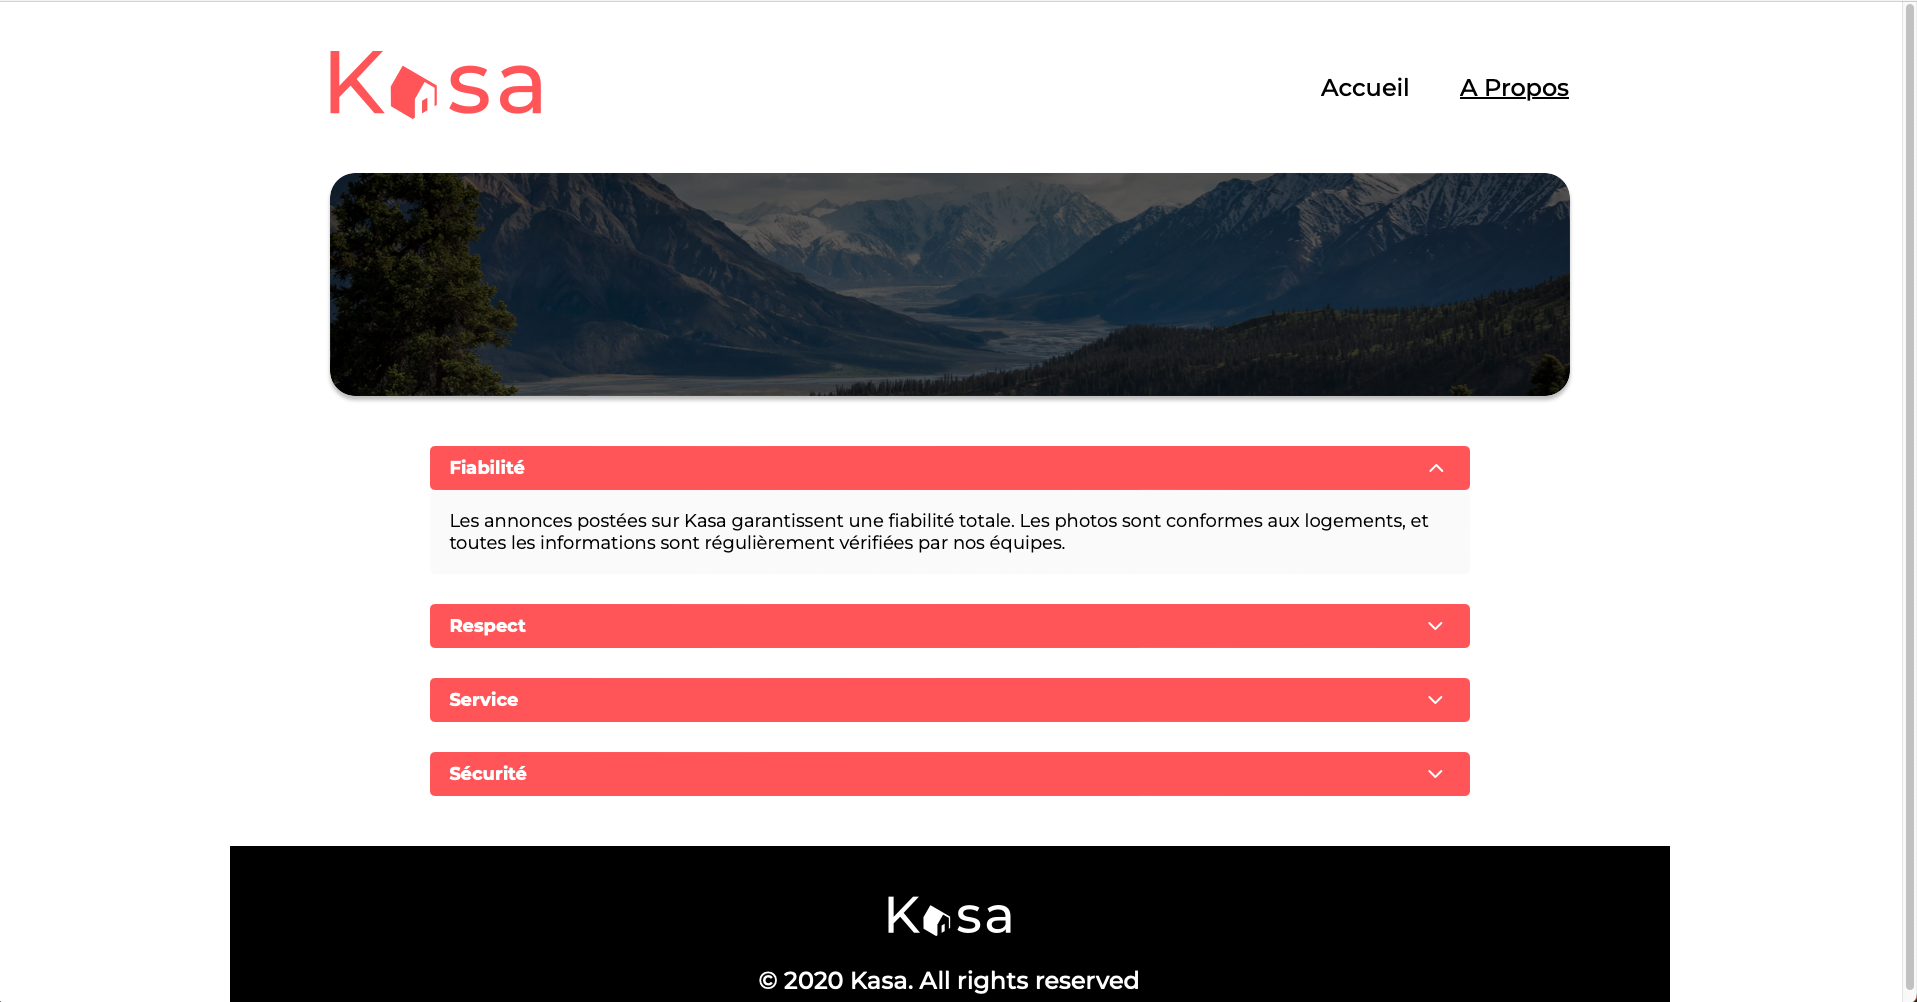 Kasa
Accueil
A Propos
Fiabilité
Les annonces postées sur Kasa garantissent une fiabilité totale. Les photos sont conformes aux logements, et
toutes les informations sont régulièrement vérifiées par nos équipes.
Respect
Service
Sécurité
Kasa
© 2020 Kasa. All rights reserved